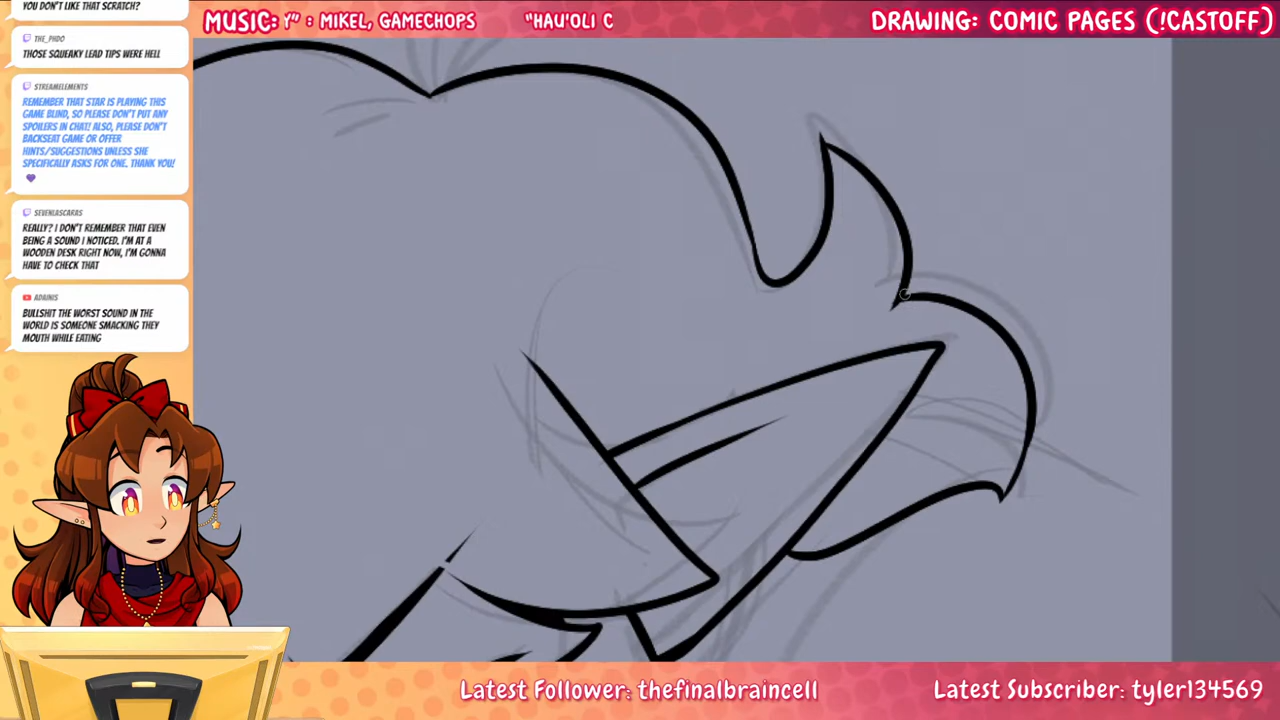 MUSIC: Y” : MIKEL, GAMECHOPS “HAU'OLI C
DRAWING: COMIC PAGES (!CASTOFF)
YOU DON'T LIKE THAT SCRATCH?
THE_PHDO
THOSE SQUEAKY LEAD TIPS WERE HELL
STREAMELEMENTS
REMEMBER THAT STAR IS PLAYING THIS
GAME BLIND, SO PLEASE DON'T PUT ANY
SPOILERS IN CHAT! ALSO, PLEASE DON'T
BACKSEAT GAME OR OFFER
HINTS/SUGGESTIONS UNLESS SHE
SPECIFICALLY ASKS FOR ONE. THANK YOU!
SEVENLASCARAS
REALLY? I DON'T REMEMBER THAT EVEN
BEING A SOUND I NOTICED. I'M AT A
WOODEN DESK RIGHT NOW, I'M GONNA
HAVE TO CHECK THAT
ADAINIS
BULLSHIT THE WORST SOUND IN THE
WORLD IS SOMEONE SMACKING THEY
MOUTH WHILE EATING
Latest Follower: thefinalbraincell
Latest Subscriber: tyler134569